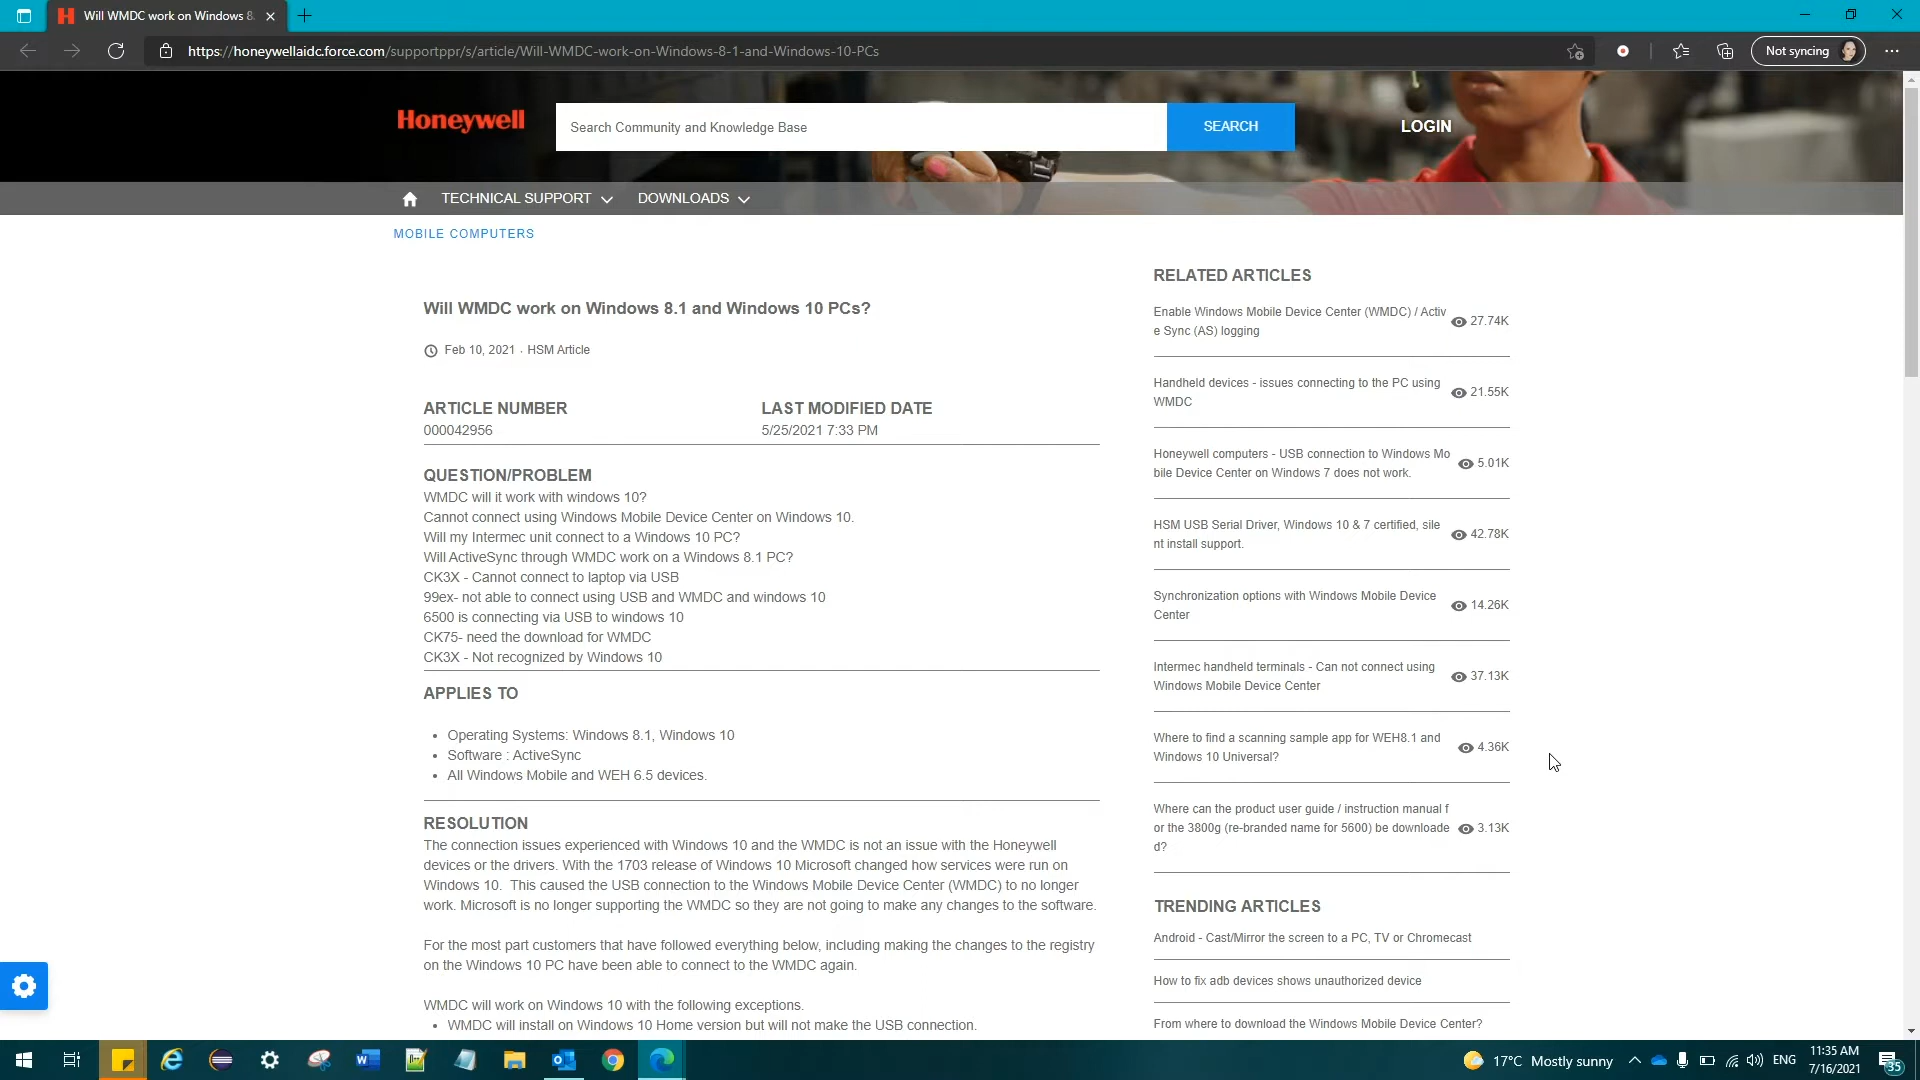 Will WMDC work on Windows 8
https://honeywellaidc.force.com/supportppr/s/article/Will-WMDC-work-on-Windows-8-1-and-Windows-10-PCs
Not syncing
Honeywell
Search Community and Knowledge Base
SEARCH
LOGIN
TECHNICAL SUPPORT
DOWNLOADS
MOBILE COMPUTERS
Will WMDC work on Windows 8.1 and Windows 10 PCs?
Feb 10, 2021 · HSM Article
ARTICLE NUMBER
000042956
LAST MODIFIED DATE
5/25/2021 7:33 PM
QUESTION/PROBLEM
WMDC will it work with windows 10?
Cannot connect using Windows Mobile Device Center on Windows 10.
Will my Intermec unit connect to a Windows 10 PC?
Will ActiveSync through WMDC work on a Windows 8.1 PC?
CK3X - Cannot connect to laptop via USB
99ex- not able to connect using USB and WMDC and windows 10
6500 is connecting via USB to windows 10
CK75- need the download for WMDC
CK3X - Not recognized by Windows 10
APPLIES TO
• Operating Systems: Windows 8.1, Windows 10
• Software : ActiveSync
• All Windows Mobile and WEH 6.5 devices.
RESOLUTION
The connection issues experienced with Windows 10 and the WMDC is not an issue with the Honeywell
devices or the drivers. With the 1703 release of Windows 10 Microsoft changed how services were run on
Windows 10.  This caused the USB connection to the Windows Mobile Device Center (WMDC) to no longer
work. Microsoft is no longer supporting the WMDC so they are not going to make any changes to the software.
For the most part customers that have followed everything below, including making the changes to the registry
on the Windows 10 PC have been able to connect to the WMDC again.
WMDC will work on Windows 10 with the following exceptions.
• WMDC will install on Windows 10 Home version but will not make the USB connection.
RELATED ARTICLES
Enable Windows Mobile Device Center (WMDC) / Activ
e Sync (AS) logging
27.74K
Handheld devices - issues connecting to the PC using
WMDC
21.55K
Honeywell computers - USB connection to Windows Mo
bile Device Center on Windows 7 does not work.
5.01K
HSM USB Serial Driver, Windows 10 & 7 certified, sile
nt install support.
42.78K
Synchronization options with Windows Mobile Device
Center
14.26K
Intermec handheld terminals - Can not connect using
Windows Mobile Device Center
37.13K
Where to find a scanning sample app for WEH8.1 and
Windows 10 Universal?
4.36K
Where can the product user guide / instruction manual f
or the 3800g (re-branded name for 5600) be downloade
d?
3.13K
TRENDING ARTICLES
Android - Cast/Mirror the screen to a PC, TV or Chromecast
How to fix adb devices shows unauthorized device
From where to download the Windows Mobile Device Center?
17°C Mostly sunny
ENG
11:35 AM
7/16/2021
35